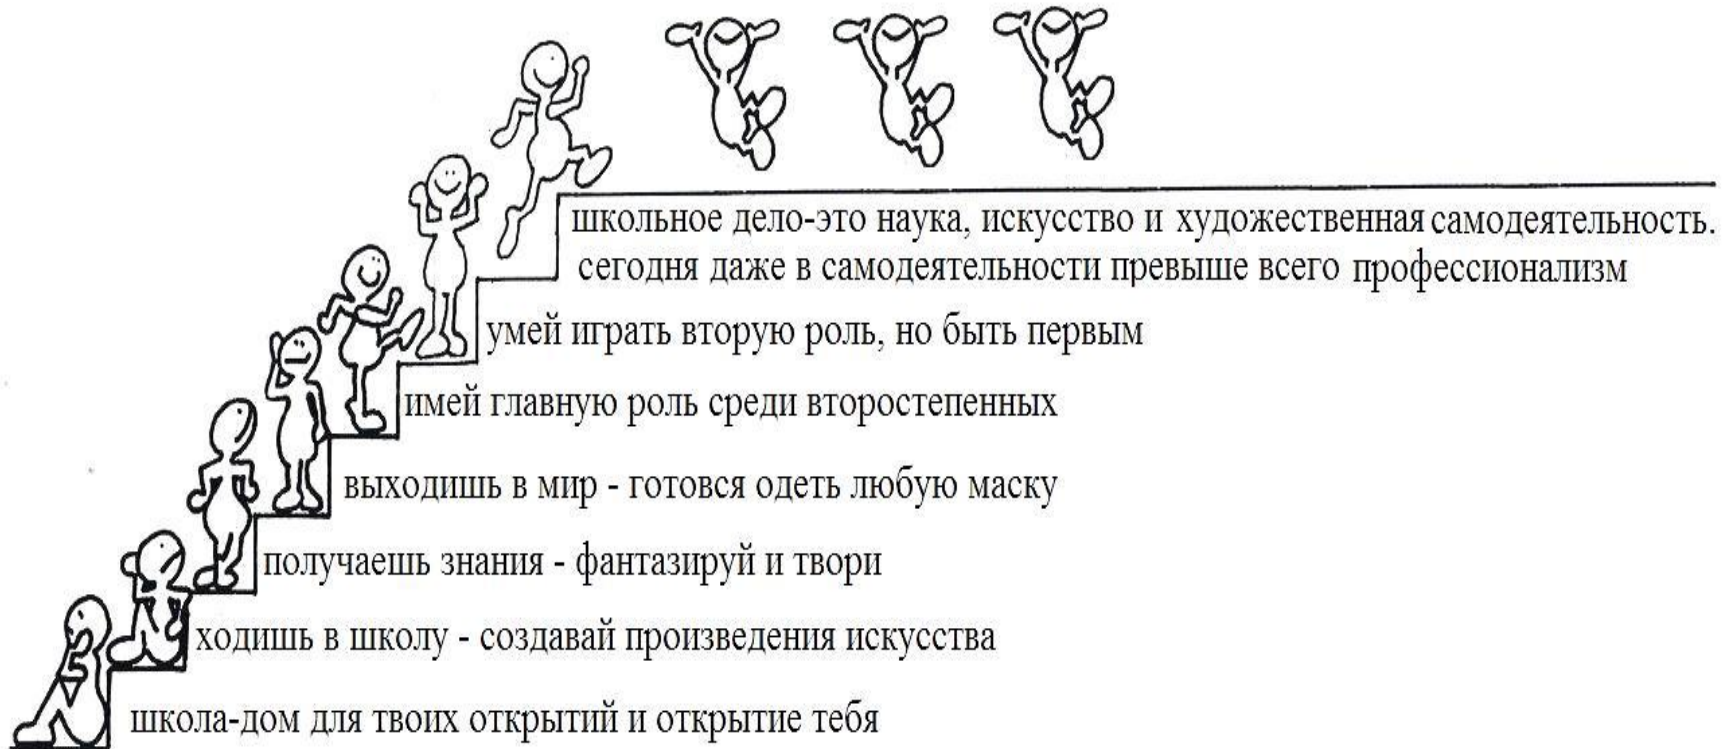 школьное дело-это наука, искусство и художественная самодеятельность.
сегодня даже в самодеятельности превыше всего профессионализм
умей играть вторую роль, но быть первым
имей главную роль среди второстепенных
выходишь в мир - готовся одеть любую маску
получаешь знания - фантазируй и твори
ходишь в школу - создавай произведения искусства
школа-дом для твоих открытий и открытие тебя